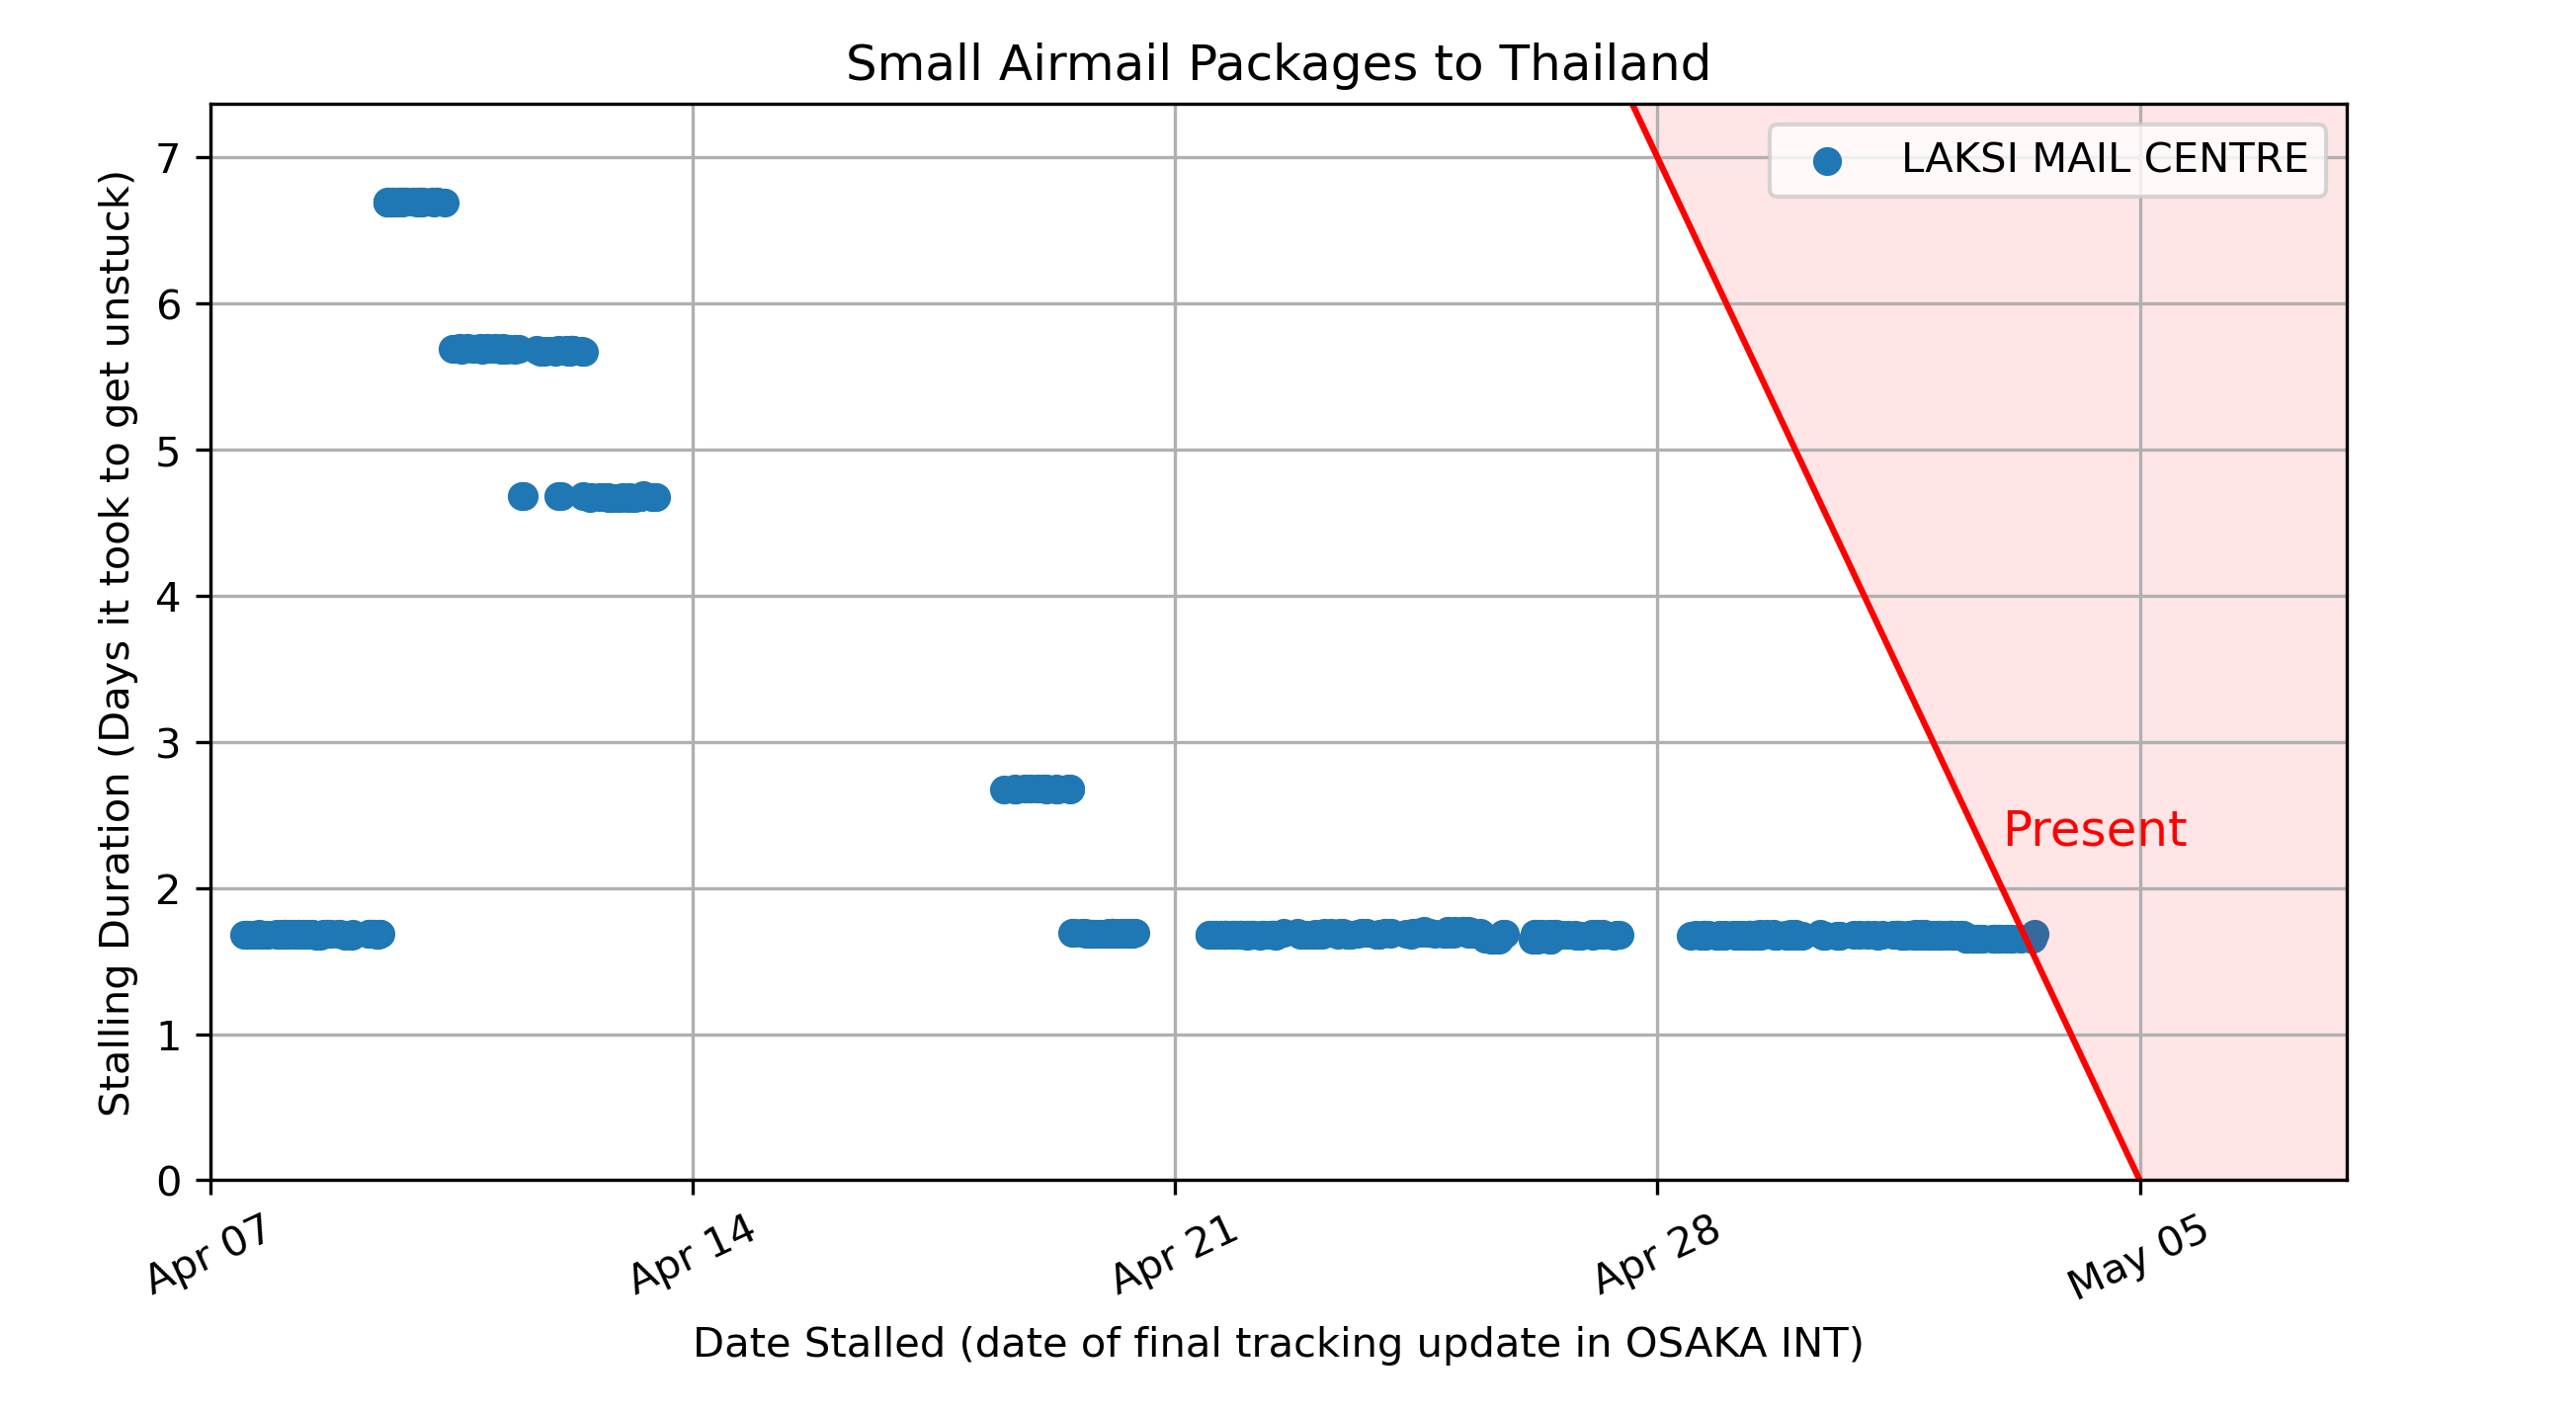 Small Airmail Packages to Thailand
LAKSI MAIL CENTRE
Stalling Duration (Days it took to get unstuck)
7
6
5
4
3
2
1
0
Present
Apr 07
Apr 14
Apr 21
Apr 28
May 05
Date Stalled (date of final tracking update in OSAKA INT)